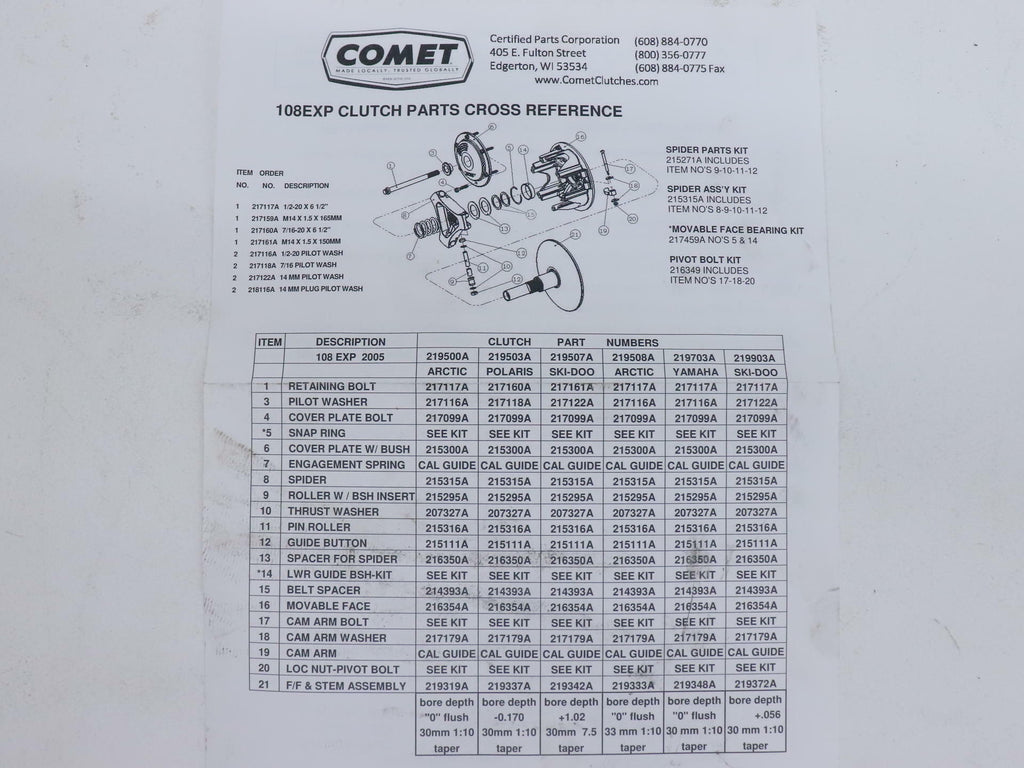 COMET
MADE LOCALLY. TRUSTED GLOBALLY.
Certified Parts Corporation (608) 884-0770
405 E. Fulton Street (800) 356-0777
Edgerton, WI 53534 (608) 884-0775 Fax
www.CometClutches.com
108EXP CLUTCH PARTS CROSS REFERENCE
ITEM ORDER
NO. NO. DESCRIPTION
1 217117A 1/2-20 X 6 1/2"
1 217159A M14 X 1.5 X 165MM
1 217160A 7/16-20 X 6 1/2"
1 217161A M14 X 1.5 X 150MM
2 217116A 1/2-20 PILOT WASH
2 217118A 7/16 PILOT WASH
2 217122A 14 MM PILOT WASH
2 218116A 14 MM PLUG PILOT WASH
SPIDER PARTS KIT
215271A INCLUDES
ITEM NO'S 9-10-11-12
SPIDER ASS'Y KIT
215315A INCLUDES
ITEM NO'S 8-9-10-11-12
*MOVABLE FACE BEARING KIT
217459A NO'S 5 & 14
PIVOT BOLT KIT
216349 INCLUDES
ITEM NO'S 17-18-20
ITEM DESCRIPTION CLUTCH PART NUMBERS
108 EXP 2005 219500A 219503A 219507A 219508A 219703A 219903A
ARCTIC POLARIS SKI-DOO ARCTIC YAMAHA SKI-DOO
1 RETAINING BOLT 217117A 217160A 217161A 217117A 217117A 217117A
3 PILOT WASHER 217116A 217118A 217122A 217116A 217116A 217122A
4 COVER PLATE BOLT 217099A 217099A 217099A 217099A 217099A 217099A
*5 SNAP RING SEE KIT SEE KIT SEE KIT SEE KIT SEE KIT SEE KIT
6 COVER PLATE W/ BUSH 215300A 215300A 215300A 215300A 215300A 215300A
7 ENGAGEMENT SPRING CAL GUIDE CAL GUIDE CAL GUIDE CAL GUIDE CAL GUIDE CAL GUIDE
8 SPIDER 215315A 215315A 215315A 215315A 215315A 215315A
9 ROLLER W / BSH INSERT 215295A 215295A 215295A 215295A 215295A 215295A
10 THRUST WASHER 207327A 207327A 207327A 207327A 207327A 207327A
11 PIN ROLLER 215316A 215316A 215316A 215316A 215316A 215316A
12 GUIDE BUTTON 215111A 215111A 215111A 215111A 215111A 215111A
13 SPACER FOR SPIDER 216350A 216350A 216350A 216350A 216350A 216350A
*14 LWR GUIDE BSH-KIT SEE KIT SEE KIT SEE KIT SEE KIT SEE KIT SEE KIT
15 BELT SPACER 214393A 214393A 214393A 214393A 214393A 214393A
16 MOVABLE FACE 216354A 216354A 216354A 216354A 216354A 216354A
17 CAM ARM BOLT SEE KIT SEE KIT SEE KIT SEE KIT SEE KIT SEE KIT
18 CAM ARM WASHER 217179A 217179A 217179A 217179A 217179A 217179A
19 CAM ARM CAL GUIDE CAL GUIDE CAL GUIDE CAL GUIDE CAL GUIDE CAL GUIDE
20 LOC NUT-PIVOT BOLT SEE KIT SEE KIT SEE KIT SEE KIT SEE KIT SEE KIT
21 F/F & STEM ASSEMBLY 219319A 219337A 219342A 219333A 219348A 219372A
bore depth bore depth bore depth bore depth bore depth bore depth
"0" flush -0.170 +1.02 "0" flush "0" flush +.056
30mm 1:10 30mm 1:10 30mm 7.5 33 mm 1:10 30 mm 1:10 30 mm 1:10
taper taper taper taper taper taper